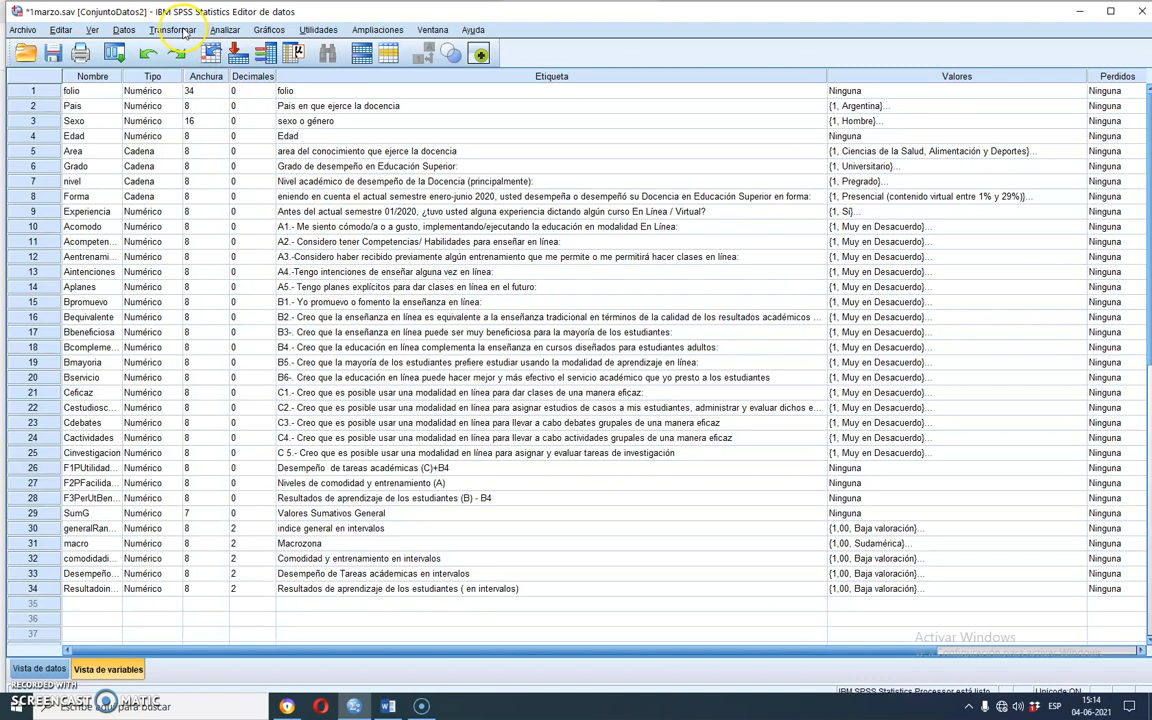 *1marzo.sav [ConjuntoDatos2] - IBM SPSS Statistics Editor de datos
Archivo Editar Ver Datos Transformar Analizar Gráficos Utilidades Ampliaciones Ventana Ayuda
Nombre Tipo Anchura Decimales Etiqueta Valores Perdidos
1 folio Numérico 34 0 folio Ninguna Ninguna
2 Pais Numérico 8 0 Pais en que ejerce la docencia {1, Argentina}... Ninguna
3 Sexo Numérico 16 0 sexo o género {1, Hombre}... Ninguna
4 Edad Numérico 8 0 Edad Ninguna Ninguna
5 Area Cadena 8 0 area del conocimiento que ejerce la docencia {1, Ciencias de la Salud, Alimentación y Deportes}... Ninguna
6 Grado Cadena 8 0 Grado de desempeño en Educación Superior: {1, Universitario}... Ninguna
7 nivel Cadena 8 0 Nivel académico de desempeño de la Docencia (principalmente): {1, Pregrado}... Ninguna
8 Forma Cadena 8 0 eniendo en cuenta el actual semestre enero-junio 2020, usted desempeña o desempeñó su Docencia en Educación Superior en forma: {1, Presencial (contenido virtual entre 1% y 29%)}... Ninguna
9 Experiencia Numérico 8 0 Antes del actual semestre 01/2020, ¿tuvo usted alguna experiencia dictando algún curso En Línea / Virtual? {1, Sí}... Ninguna
10 Acomodo Numérico 8 0 A1.- Me siento cómodo/a o a gusto, implementando/ejecutando la educación en modalidad En Línea: {1, Muy en Desacuerdo}... Ninguna
11 Acompeten... Numérico 8 0 A2.- Considero tener Competencias/ Habilidades para enseñar en línea: {1, Muy en Desacuerdo}... Ninguna
12 Aentrenami... Numérico 8 0 A3.-Considero haber recibido previamente algún entrenamiento que me permite o me permitirá hacer clases en línea: {1, Muy en Desacuerdo}... Ninguna
13 Aintenciones Numérico 8 0 A4.-Tengo intenciones de enseñar alguna vez en línea: {1, Muy en Desacuerdo}... Ninguna
14 Aplanes Numérico 8 0 A5.- Tengo planes explícitos para dar clases en línea en el futuro: {1, Muy en Desacuerdo}... Ninguna
15 Bpromuevo Numérico 8 0 B1.- Yo promuevo o fomento la enseñanza en línea: {1, Muy en Desacuerdo}... Ninguna
16 Bequivalente Numérico 8 0 B2.- Creo que la enseñanza en línea es equivalente a la enseñanza tradicional en términos de la calidad de los resultados académicos ... {1, Muy en Desacuerdo}... Ninguna
17 Bbeneficiosa Numérico 8 0 B3-. Creo que la enseñanza en línea puede ser muy beneficiosa para la mayoría de los estudiantes: {1, Muy en Desacuerdo}... Ninguna
18 Bcompleme... Numérico 8 0 B4.- Creo que la educación en línea complementa la enseñanza en cursos diseñados para estudiantes adultos: {1, Muy en Desacuerdo}... Ninguna
19 Bmayoria Numérico 8 0 B5.- Creo que la mayoría de los estudiantes prefiere estudiar usando la modalidad de aprendizaje en línea: {1, Muy en Desacuerdo}... Ninguna
20 Bservicio Numérico 8 0 B6-. Creo que la educación en línea puede hacer mejor y más efectivo el servicio académico que yo presto a los estudiantes {1, Muy en Desacuerdo}... Ninguna
21 Ceficaz Numérico 8 0 C1.- Creo que es posible usar una modalidad en línea para dar clases de una manera eficaz: {1, Muy en Desacuerdo}... Ninguna
22 Cestudiosc... Numérico 8 0 C2.- Creo que es posible usar una modalidad en línea para asignar estudios de casos a mis estudiantes, administrar y evaluar dichos e... {1, Muy en Desacuerdo}... Ninguna
23 Cdebates Numérico 8 0 C3.- Creo que es posible usar una modalidad en línea para llevar a cabo debates grupales de una manera eficaz {1, Muy en Desacuerdo}... Ninguna
24 Cactividades Numérico 8 0 C4.- Creo que es posible usar una modalidad en línea para llevar a cabo actividades grupales de una manera eficaz {1, Muy en Desacuerdo}... Ninguna
25 Cinvestigacion Numérico 8 0 C 5.- Creo que es posible usar una modalidad en línea para asignar y evaluar tareas de investigación {1, Muy en Desacuerdo}... Ninguna
26 F1PUtilidad... Numérico 8 0 Desempeño de tareas académicas (C)+B4 Ninguna Ninguna
27 F2PFacilida... Numérico 8 0 Niveles de comodidad y entrenamiento (A) Ninguna Ninguna
28 F3PerUtBen... Numérico 8 0 Resultados de aprendizaje de los estudiantes (B) - B4 Ninguna Ninguna
29 SumG Numérico 7 0 Valores Sumativos General Ninguna Ninguna
30 generalRan... Numérico 8 2 indice general en intervalos {1,00, Baja valoración}... Ninguna
31 macro Numérico 8 2 Macrozona {1,00, Sudamérica}... Ninguna
32 comodidadi... Numérico 8 2 Comodidad y entrenamiento en intervalos {1,00, Baja valoración}... Ninguna
33 Desempeño... Numérico 8 2 Desempeño de Tareas acádemicas en intervalos {1,00, Baja valoración}... Ninguna
34 Resultadoin... Numérico 8 2 Resultados de aprendizaje de los estudiantes ( en intervalos) {1,00, Baja valoración}... Ninguna
35
36
37
Activar Windows
Vista de datos Vista de variables
IBM SPSS Statistics Processor está listo Unicode:ON
RECORDED WITH
SCREENCAST MATIC
Escribe aquí para buscar
ESP
15:14
04-06-2021